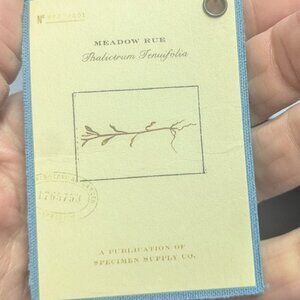 MEADOW RUE
Thalictrum Tenuifolia
A PUBLICATION OF
SPECIMEN SUPPLY CO.